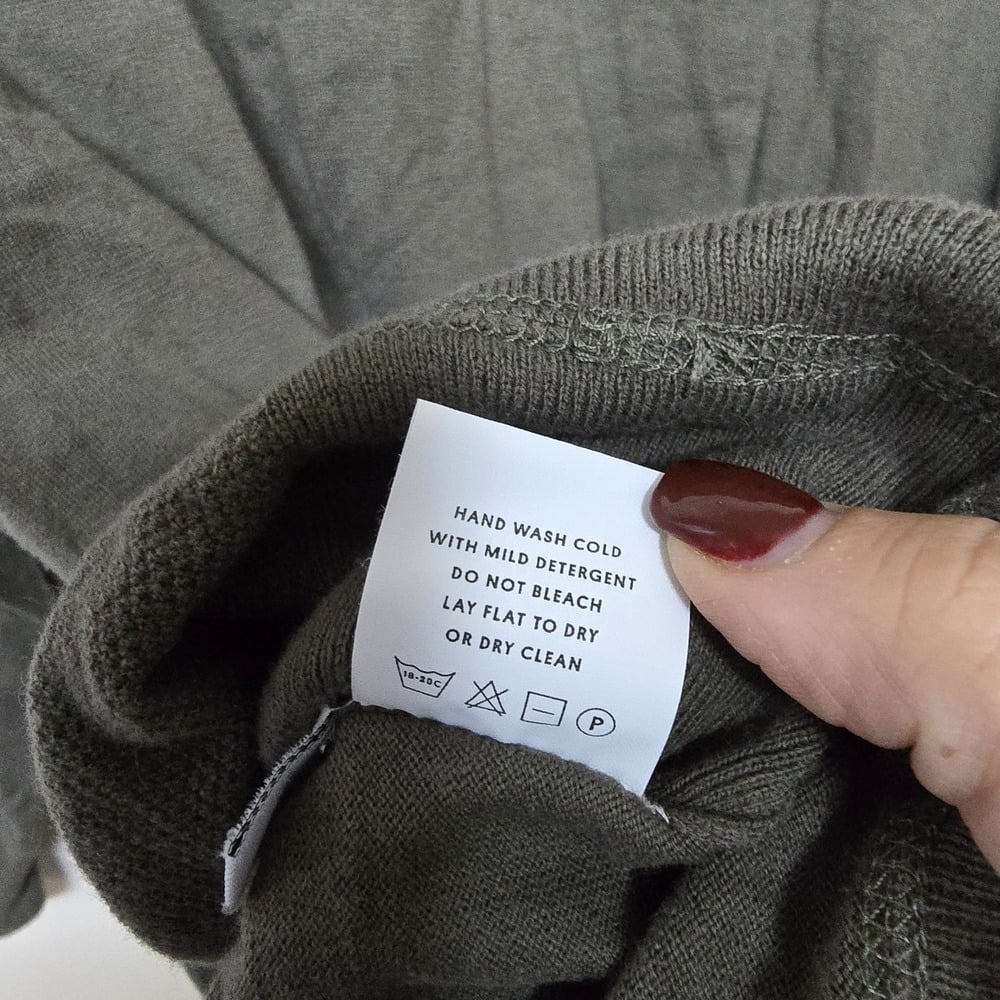 HAND WASH COLD
WITH MILD DETERGENT
DO NOT BLEACH
LAY FLAT TO DRY
OR DRY CLEAN
18-20C P